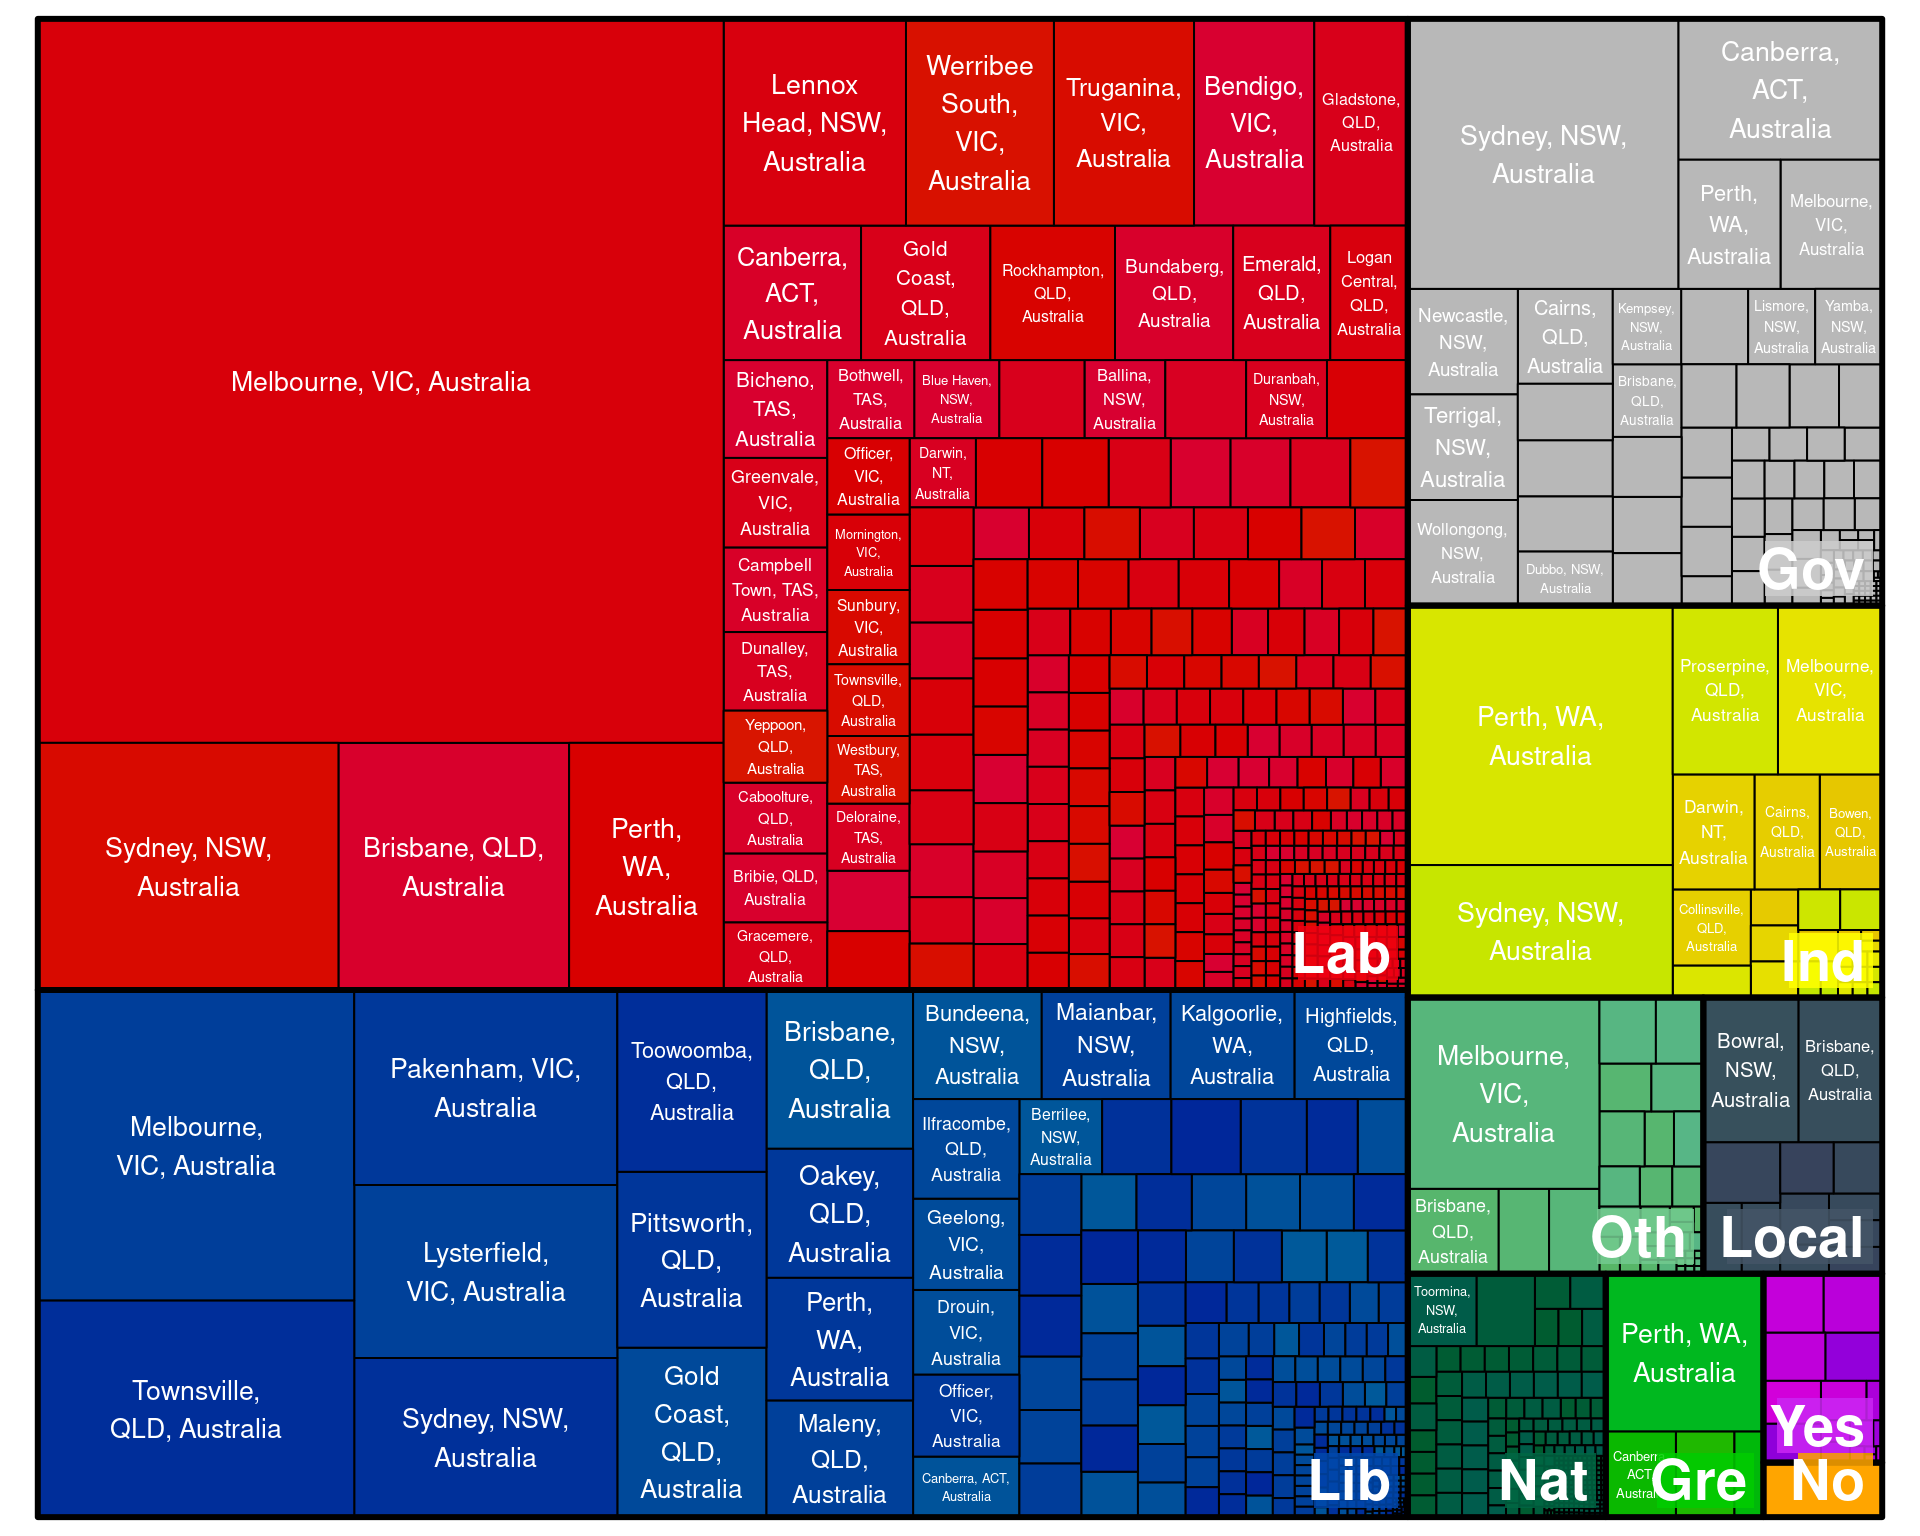 Melbourne, VIC, Australia
Sydney, NSW,
Australia
Brisbane, QLD,
Australia
Perth,
WA,
Australia
Lennox
Head, NSW,
Australia
Werribee
South,
VIC,
Australia
Truganina,
VIC,
Australia
Bendigo,
VIC,
Australia
Gladstone,
QLD,
Australia
Canberra,
ACT,
Australia
Gold
Coast,
QLD,
Australia
Rockhampton,
QLD,
Australia
Bundaberg,
QLD,
Australia
Emerald,
QLD,
Australia
Logan
Central,
QLD,
Australia
Bicheno,
TAS,
Australia
Greenvale,
VIC,
Australia
Campbell
Town, TAS,
Australia
Dunalley,
TAS,
Australia
Yeppoon,
QLD,
Australia
Caboolture,
QLD,
Australia
Bribie, QLD,
Australia
Gracemere,
QLD,
Australia
Bothwell,
TAS,
Australia
Blue Haven,
NSW,
Australia
Ballina,
NSW,
Australia
Duranbah,
NSW,
Australia
Officer,
VIC,
Australia
Darwin,
NT,
Australia
Mornington,
VIC,
Australia
Sunbury,
VIC,
Australia
Townsville,
QLD,
Australia
Westbury,
TAS,
Australia
Deloraine,
TAS,
Australia
Lab
Sydney, NSW,
Australia
Canberra,
ACT,
Australia
Perth,
WA,
Australia
Melbourne,
VIC,
Australia
Newcastle,
NSW,
Australia
Terrigal,
NSW,
Australia
Wollongong,
NSW,
Australia
Cairns,
QLD,
Australia
Dubbo, NSW,
Australia
Kempsey,
NSW,
Australia
Brisbane,
QLD,
Australia
Lismore,
NSW,
Australia
Yamba,
NSW,
Australia
Gov
Perth, WA,
Australia
Sydney, NSW,
Australia
Proserpine,
QLD,
Australia
Melbourne,
VIC,
Australia
Darwin,
NT,
Australia
Cairns,
QLD,
Australia
Bowen,
QLD,
Australia
Collinsville,
QLD,
Australia
Ind
Melbourne,
VIC, Australia
Townsville,
QLD, Australia
Pakenham, VIC,
Australia
Lysterfield,
VIC, Australia
Sydney, NSW,
Australia
Toowoomba,
QLD,
Australia
Pittsworth,
QLD,
Australia
Gold
Coast,
QLD,
Australia
Brisbane,
QLD,
Australia
Oakey,
QLD,
Australia
Perth,
WA,
Australia
Maleny,
QLD,
Australia
Bundeena,
NSW,
Australia
Maianbar,
NSW,
Australia
Kalgoorlie,
WA,
Australia
Highfields,
QLD,
Australia
Ilfracombe,
QLD,
Australia
Berrilee,
NSW,
Australia
Geelong,
VIC,
Australia
Drouin,
VIC,
Australia
Officer,
VIC,
Australia
Canberra, ACT,
Australia
Lib
Melbourne,
VIC,
Australia
Brisbane,
QLD,
Australia
Oth
Bowral,
NSW,
Australia
Brisbane,
QLD,
Australia
Local
Toormina,
NSW,
Australia
Nat
Perth, WA,
Australia
Gre
Yes
No